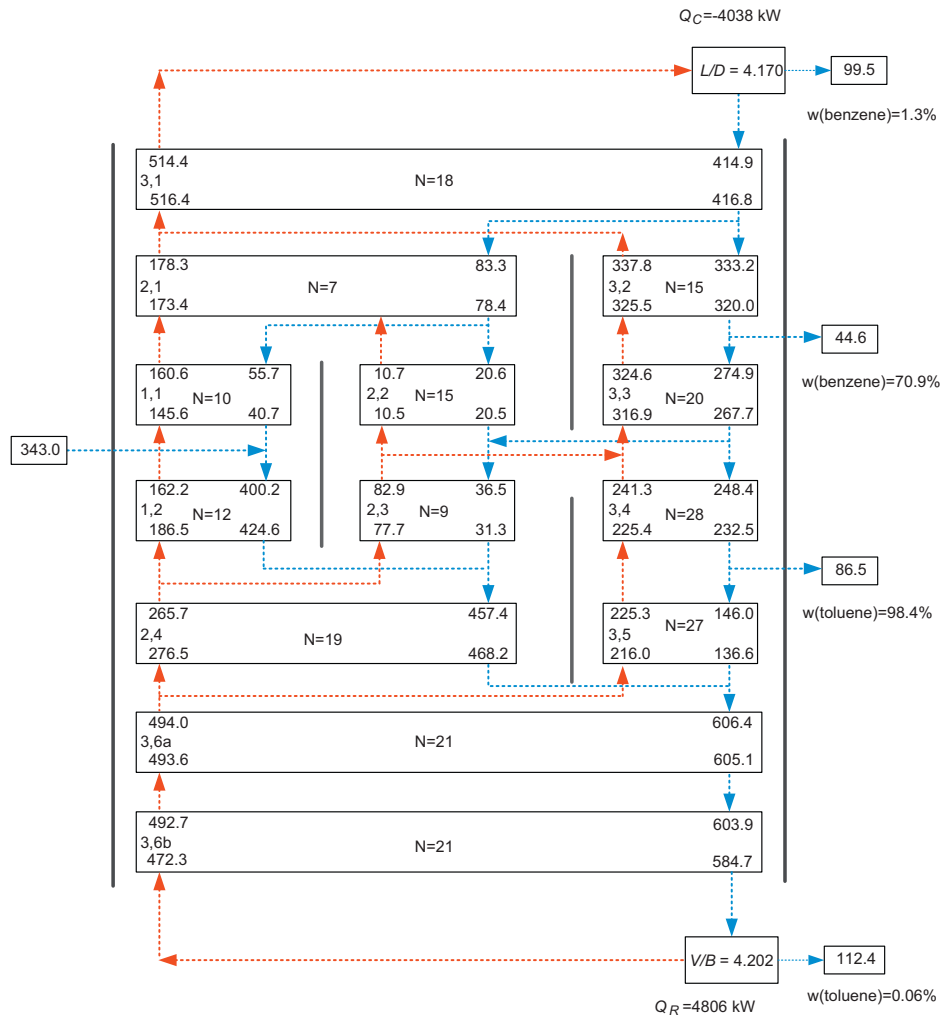 Q_C=-4038 kW
L/D = 4.170
99.5
w(benzene)=1.3%
514.4 414.9
3,1 N=18
516.4 416.8
178.3 83.3
2,1 N=7
173.4 78.4
337.8 333.2
3,2 N=15
325.5 320.0
44.6
w(benzene)=70.9%
160.6 55.7
1,1 N=10
145.6 40.7
10.7 20.6
2,2 N=15
10.5 20.5
324.6 274.9
3,3 N=20
316.9 267.7
343.0
162.2 400.2
1,2 N=12
186.5 424.6
82.9 36.5
2,3 N=9
77.7 31.3
241.3 248.4
3,4 N=28
225.4 232.5
86.5
w(toluene)=98.4%
265.7 457.4
2,4 N=19
276.5 468.2
225.3 146.0
3,5 N=27
216.0 136.6
494.0 606.4
3,6a N=21
493.6 605.1
492.7 603.9
3,6b N=21
472.3 584.7
V/B = 4.202
112.4
w(toluene)=0.06%
Q_R=4806 kW